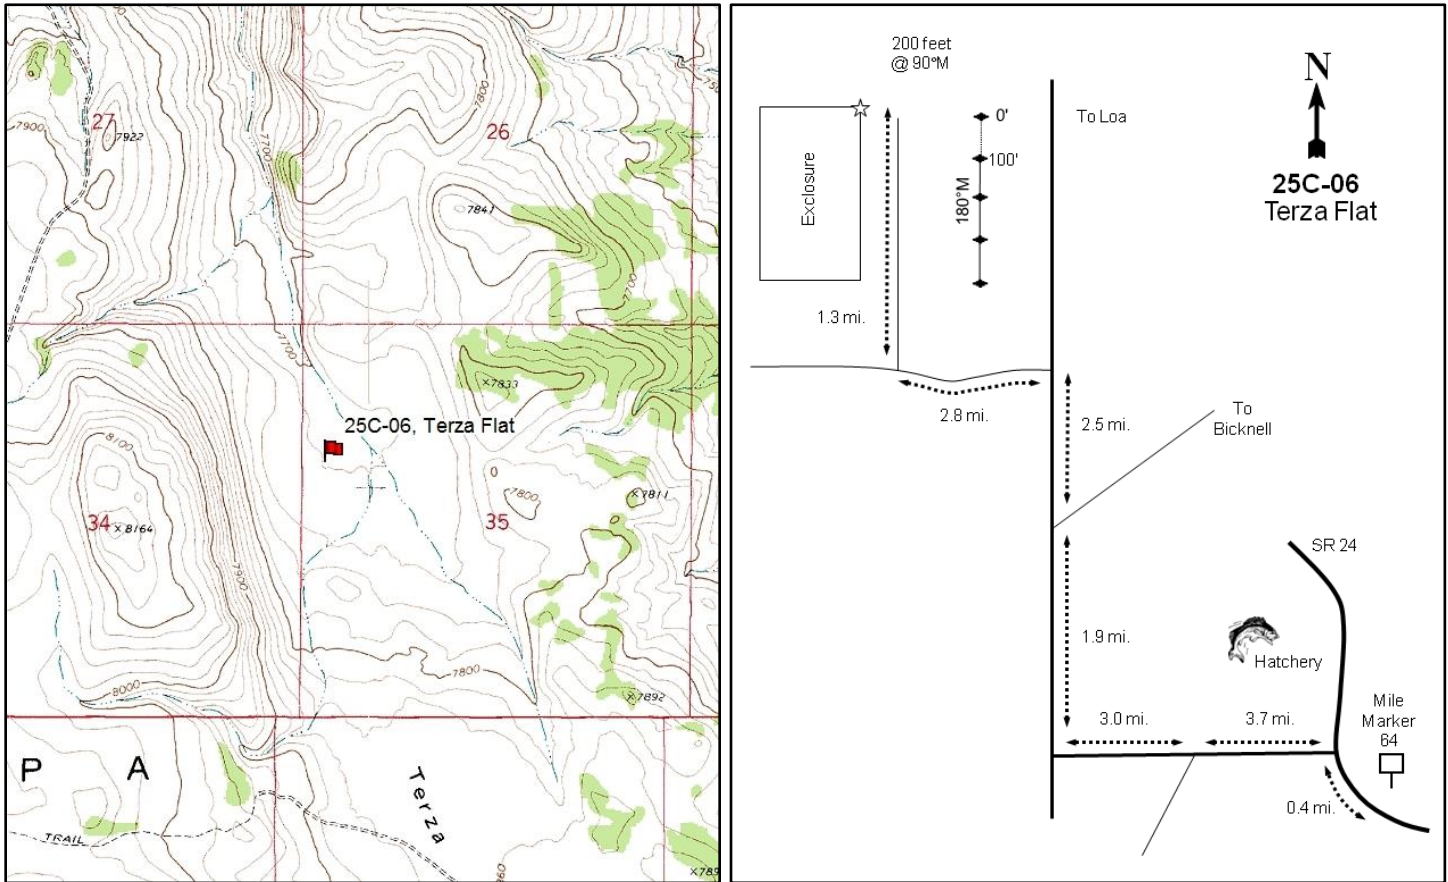 27
7922
7900
7700
7800
26
7841
7700
7700
7833
25C-06, Terza Flat
8100
34
8164
7900
0
7800
35
7811
8000
7800
7892
P A
Terza
TRAIL
200 feet
@ 90°M
Exclosure
0'
100'
180°M
1.3 mi.
2.8 mi.
To Loa
N
25C-06
Terza Flat
2.5 mi.
To
Bicknell
SR 24
1.9 mi.
Hatchery
3.0 mi.
3.7 mi.
Mile
Marker
64
0.4 mi.